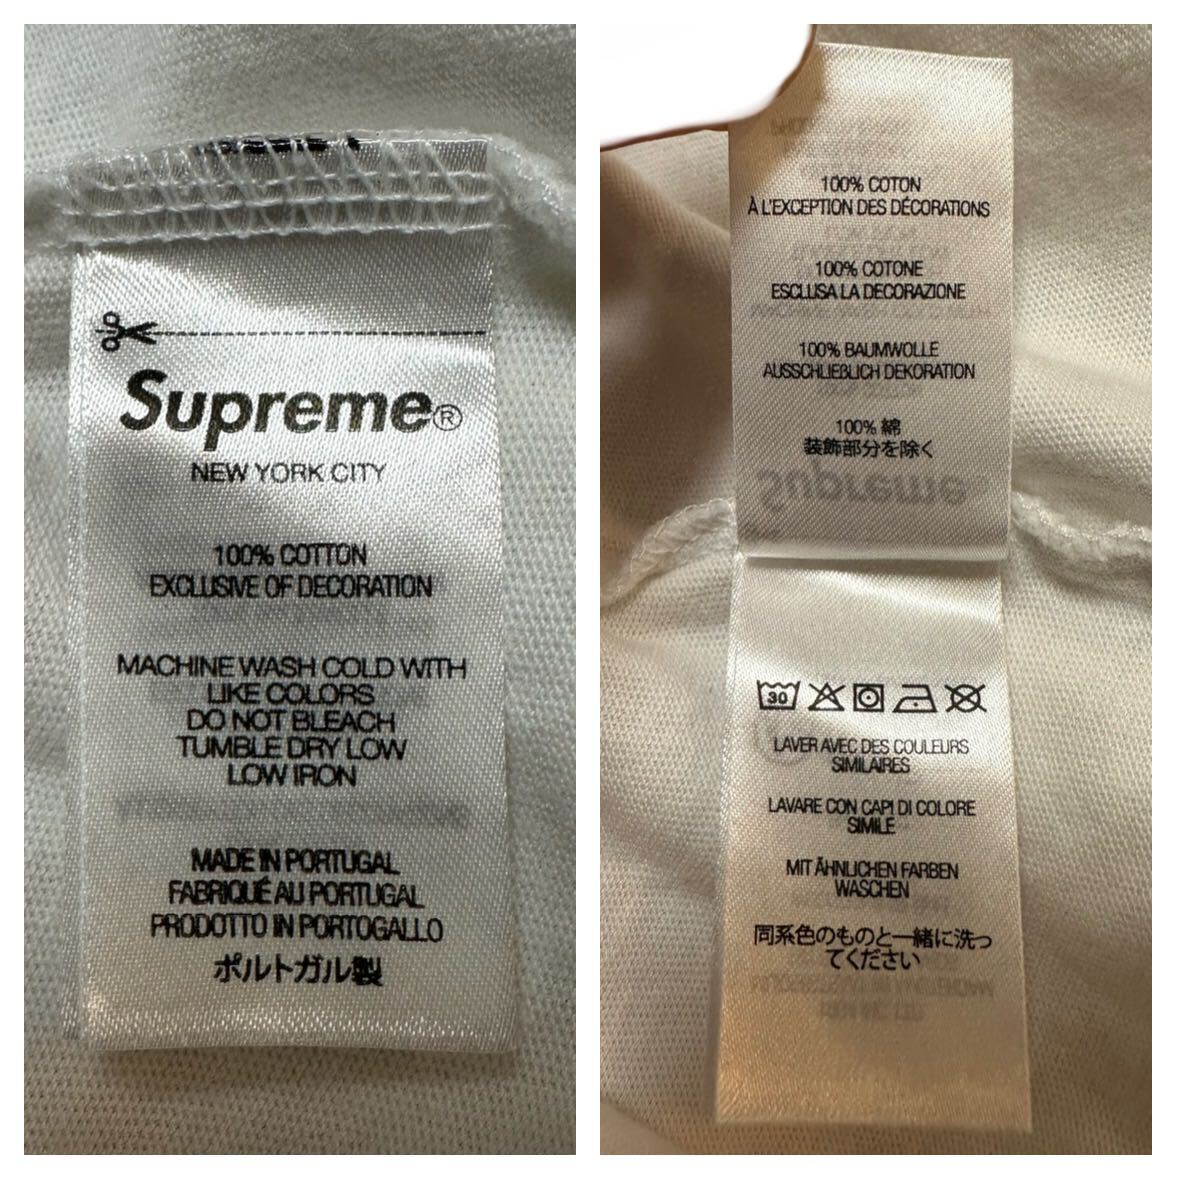 Supreme®
NEW YORK CITY
100% COTTON
EXCLUSIVE OF DECORATION
MACHINE WASH COLD WITH
LIKE COLORS
DO NOT BLEACH
TUMBLE DRY LOW
LOW IRON
MADE IN PORTUGAL
FABRIQUÉ AU PORTUGAL
PRODOTTO IN PORTOGALLO
ポルトガル製
100% COTON
À L'EXCEPTION DES DÉCORATIONS
100% COTONE
ESCLUSA LA DECORAZIONE
100% BAUMWOLLE
AUSSCHLIEßLICH DEKORATION
100% 綿
装飾部分を除く
30
LAVER AVEC DES COULEURS
SIMILAIRES
LAVARE CON CAPI DI COLORE
SIMILE
MIT ÄHNLICHEN FARBEN
WASCHEN
同系色のものと一緒に洗っ
てください